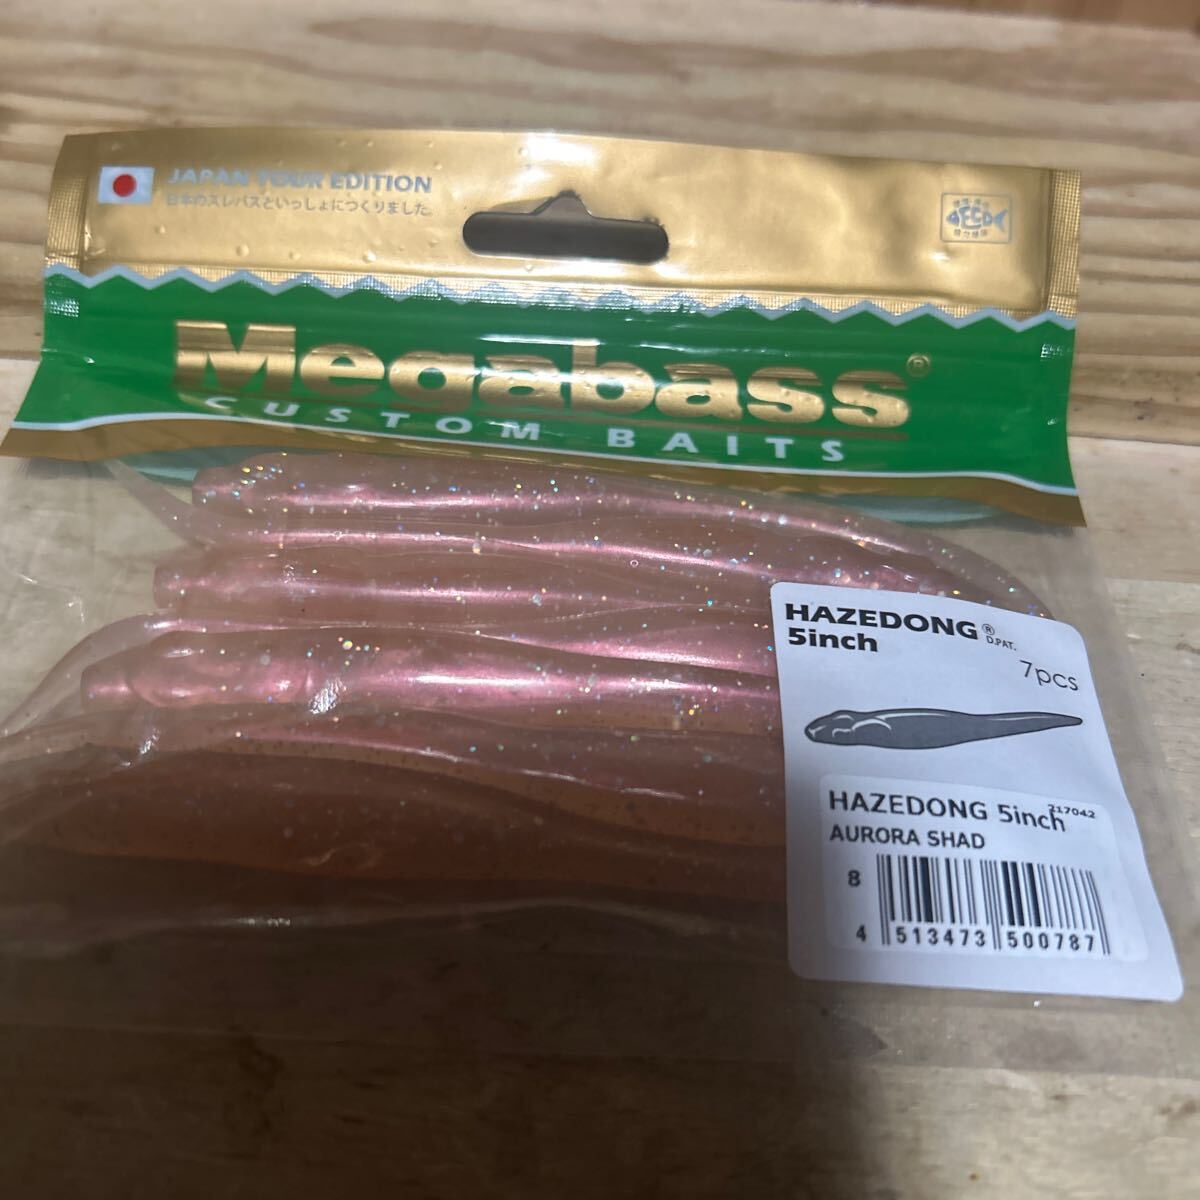 JAPAN TOUR EDITION
日本のスレバスといっしょにつくりました。
ECO
Megabass®
CUSTOM BAITS
HAZEDONG®
D.PAT.
5inch
7pcs
HAZEDONG 5inch
217042
AURORA SHAD
8
4 513473 500787